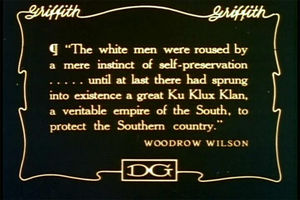 Griffith Griffith
¶ “The white men were roused by
a mere instinct of self-preservation
. . . . . until at last there had sprung
into existence a great Ku Klux Klan,
a veritable empire of the South, to
protect the Southern country.”
WOODROW WILSON
DG